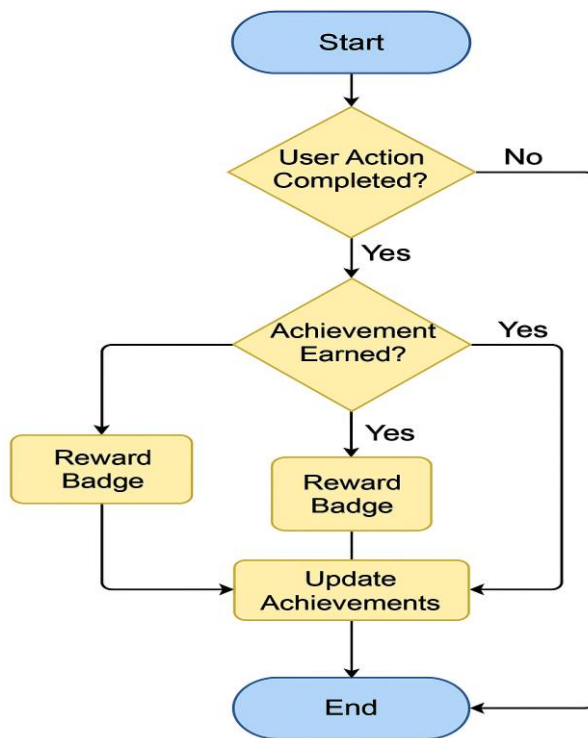 Start
User Action
Completed?
No
Yes
Achievement
Earned?
Yes
Yes
Reward
Badge
Reward
Badge
Update
Achievements
End